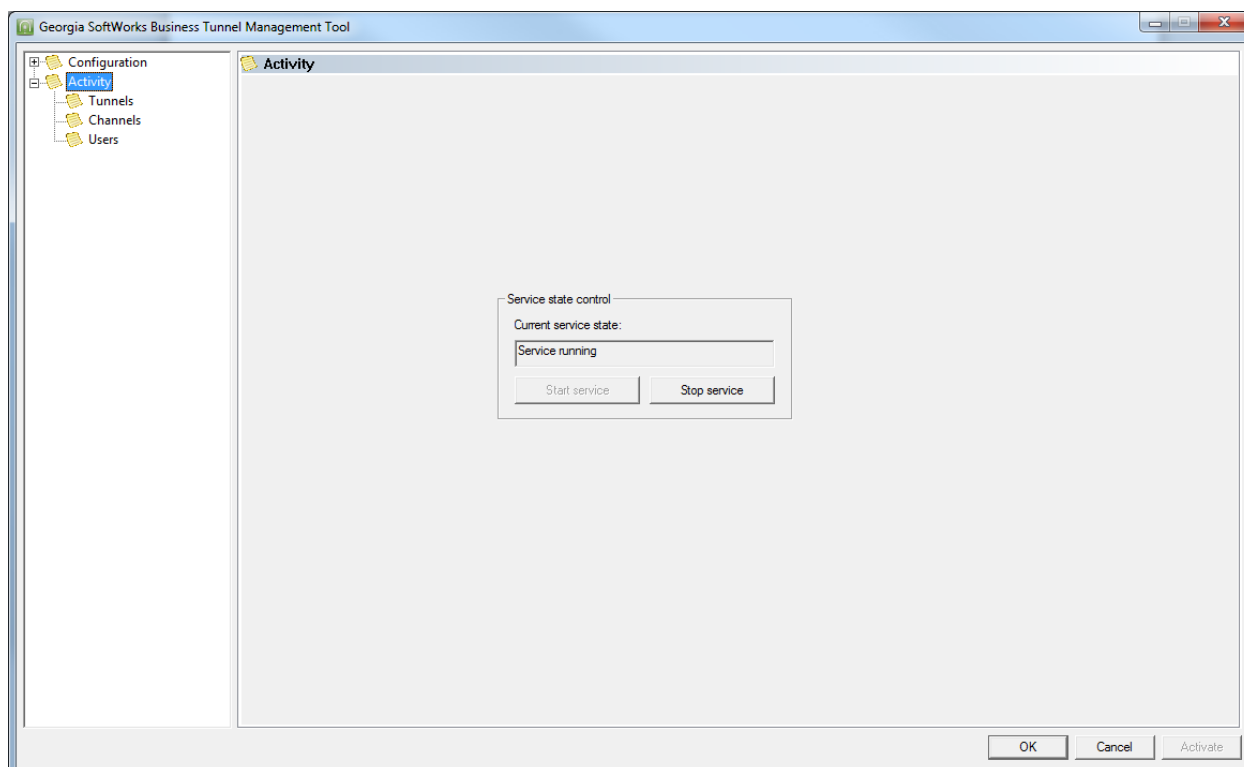 Georgia SoftWorks Business Tunnel Management Tool
Configuration
Activity
Tunnels
Channels
Users
Activity
Service state control
Current service state:
Service running
Start service
Stop service
OK
Cancel
Activate